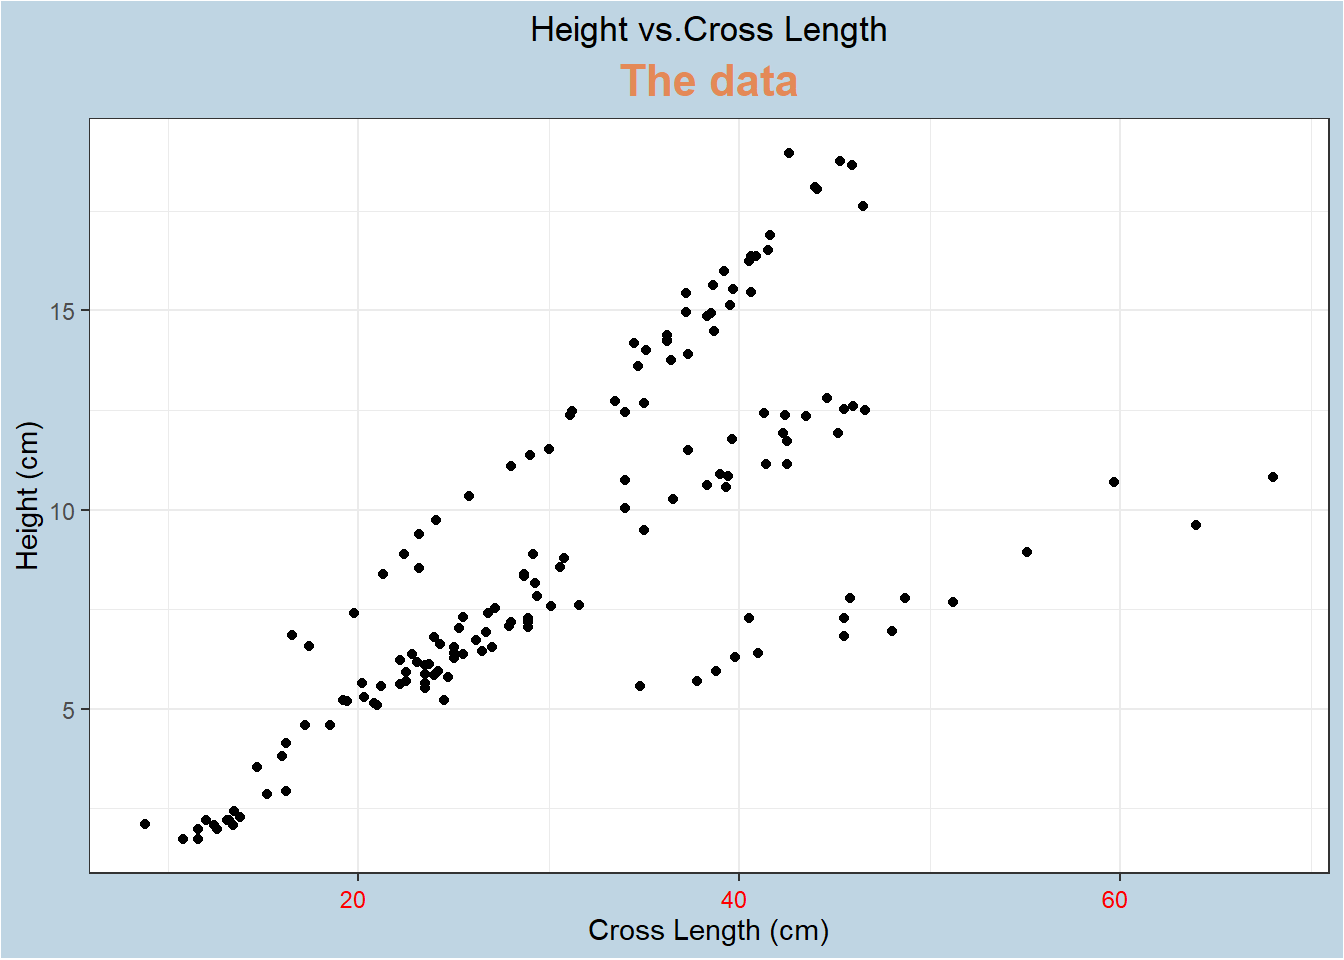 Height vs.Cross Length
The data
15
10
5
Height (cm)
20 40 60
Cross Length (cm)